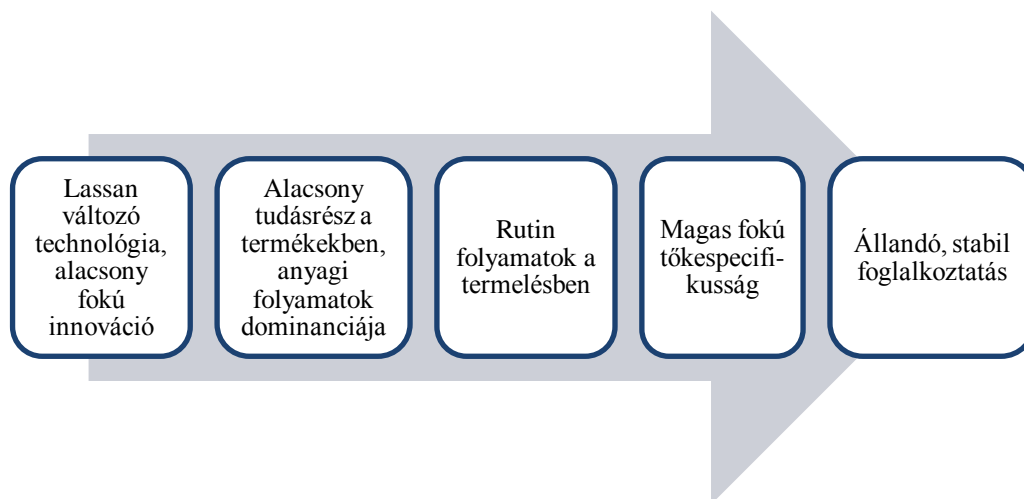 Lassan
változó
technológia,
alacsony
fokú
innováció
Alacsony
tudásrész a
termékekben,
anyagi
folyamatok
dominanciája
Rutin
folyamatok a
termelésben
Magas fokú
tőkespecifi-
kusság
Állandó, stabil
foglalkoztatás